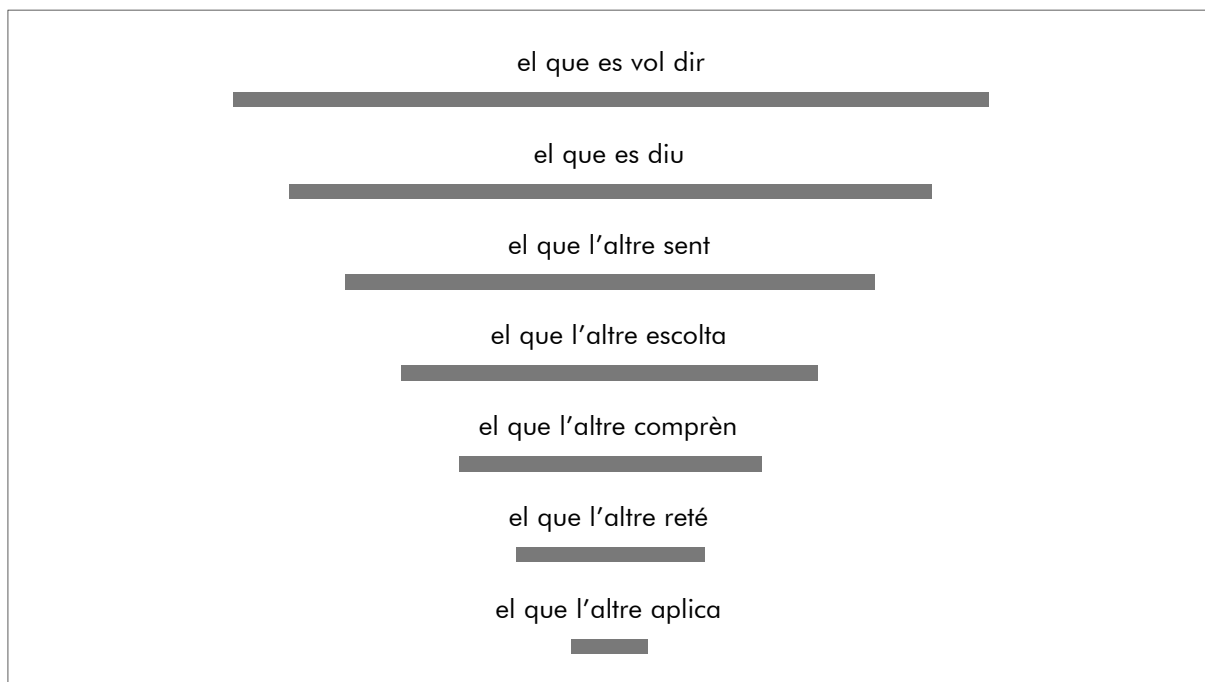 el que es vol dir
el que es diu
el que l’altre sent
el que l’altre escolta
el que l’altre comprèn
el que l’altre reté
el que l’altre aplica